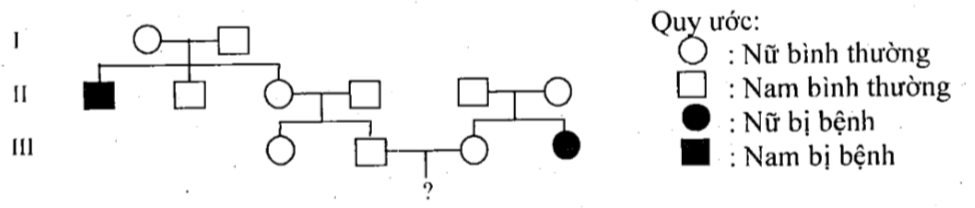 Quy ước:
I
: Nữ bình thường
II
: Nam bình thường
: Nữ bị bệnh
III
: Nam bị bệnh
?